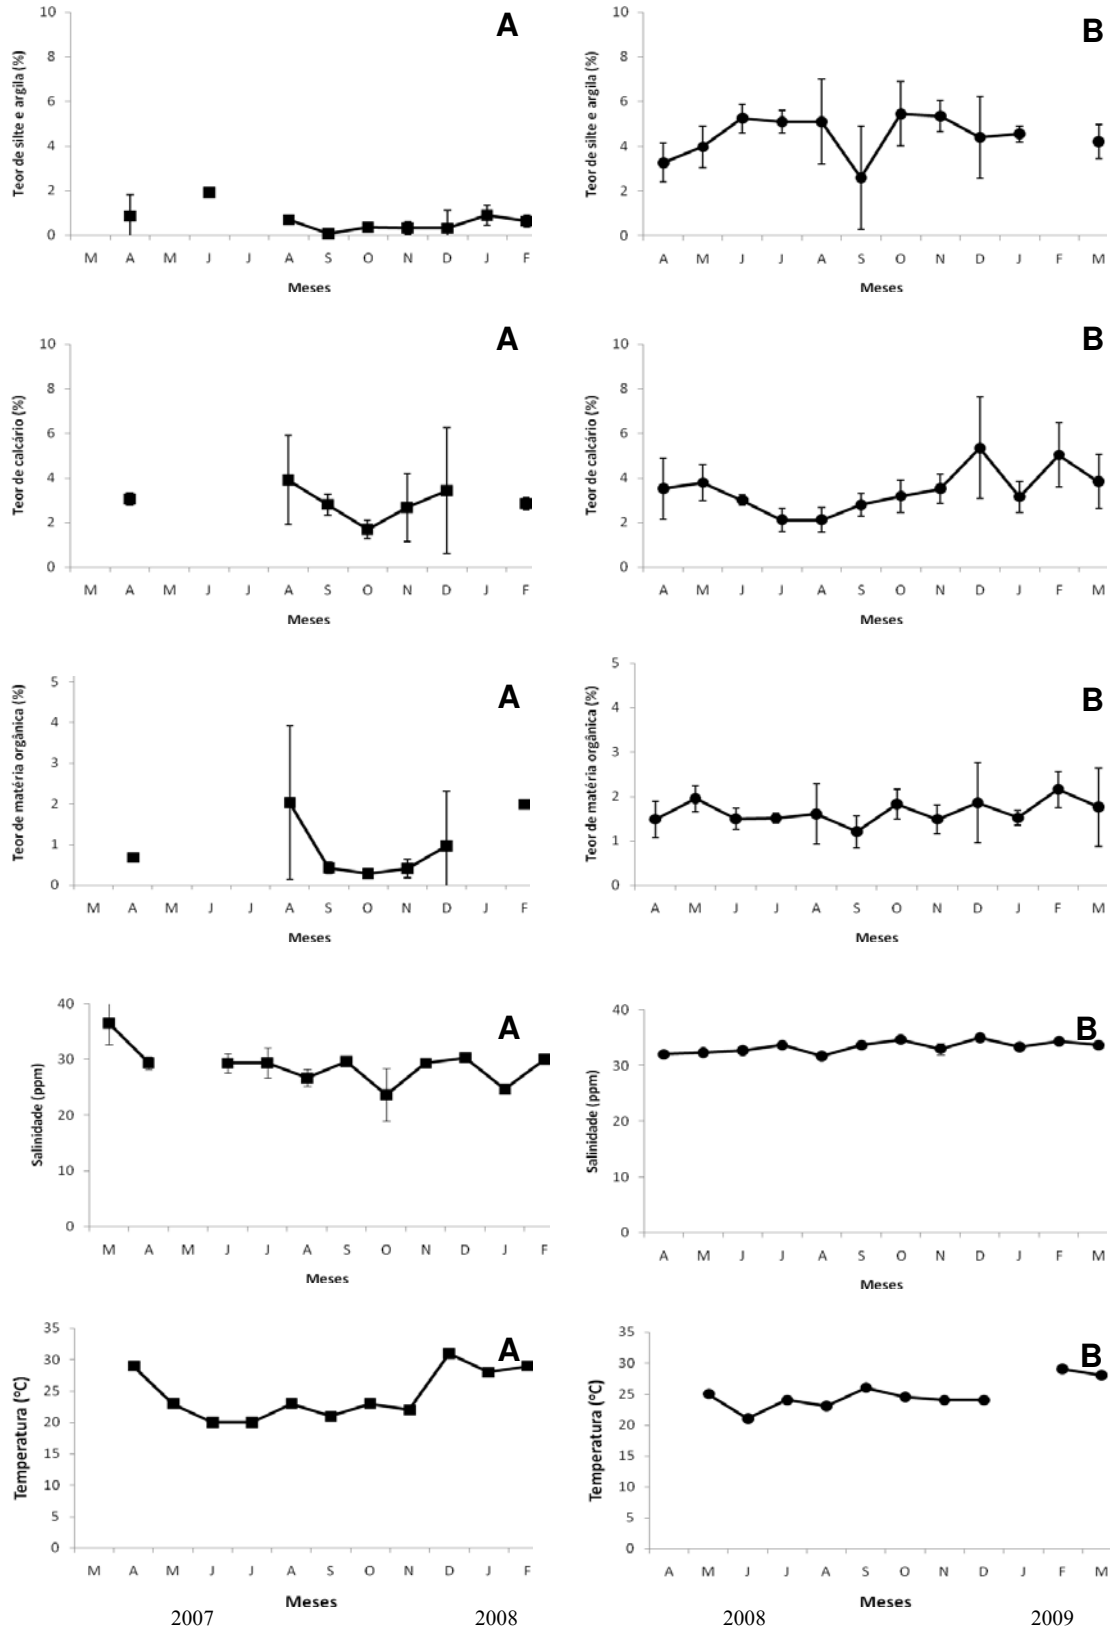 A
B
Teor de silte e argila (%)
10
8
6
4
2
0
M A M J J A S O N D J F
Meses
Teor de silte e argila (%)
10
8
6
4
2
0
A M J J A S O N D J M
Meses
A
B
Teor de calcário (%)
10
8
6
4
2
0
M A M J J A S O N D J F
Meses
Teor de calcário (%)
10
8
6
4
2
0
A M J J A S O N D J F M
Meses
A
B
Teor de matéria orgânica (%)
5
4
3
2
1
0
M A M J J A S O N D F
Meses
Teor de matéria orgânica (%)
5
4
3
2
1
0
A M J J A S O N D J F M
Meses
A
B
Salinidade (ppm)
40
30
20
10
0
M A M J J A S O N D J F
Meses
Salinidade (ppm)
40
30
20
10
0
A M J J A S O N D J F M
Meses
A
B
Temperatura (°C)
35
30
25
20
15
10
5
0
M A M J J A S O N D J F
Meses
2007 2008
Temperatura (°C)
35
30
25
20
15
10
5
0
A M J J A S O N D J F M
Meses
2008 2009